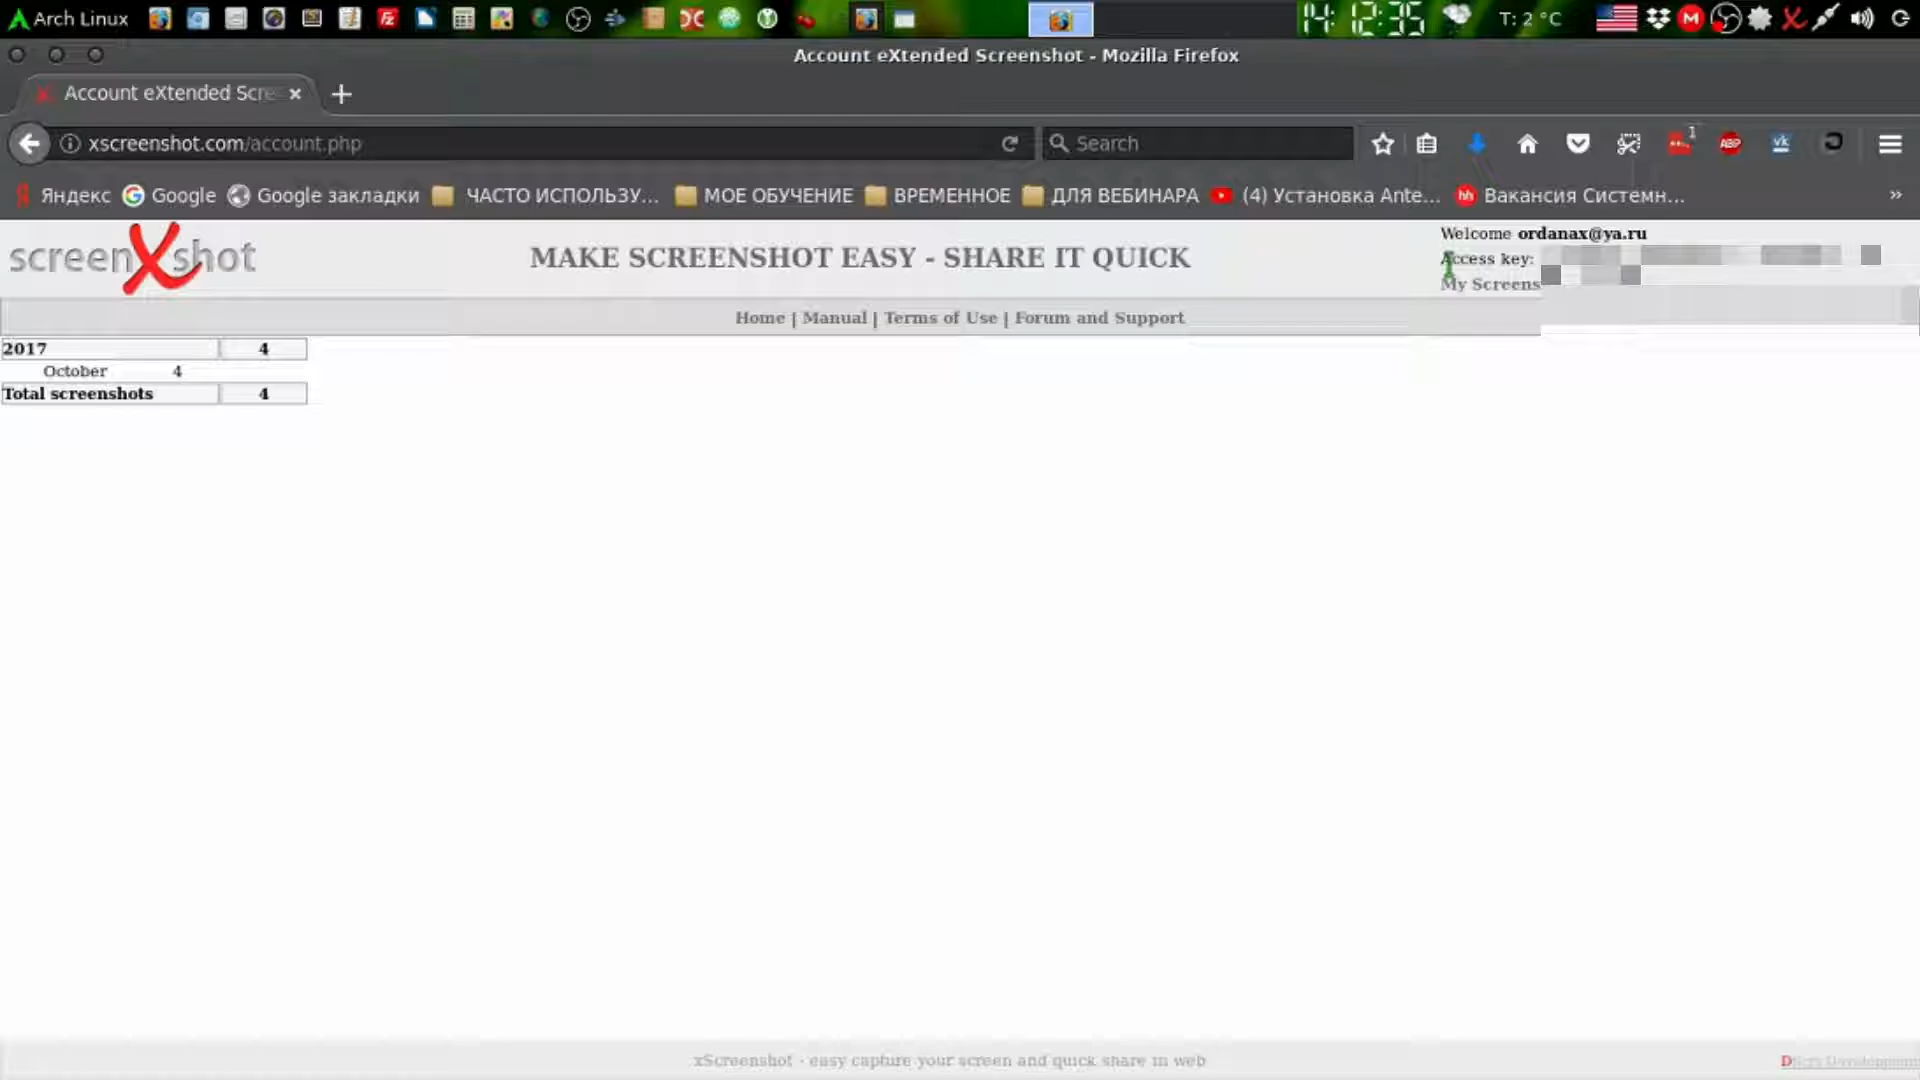 Arch Linux
14: 12:35
T: 2 °C
Account eXtended Screenshot - Mozilla Firefox
Account eXtended Scre
xscreenshot.com/account.php
Search
1
ABP
Яндекс
Google
Google закладки
ЧАСТО ИСПОЛЬЗУ...
МОЕ ОБУЧЕНИЕ
ВРЕМЕННОЕ
ДЛЯ ВЕБИНАРА
(4) Установка Ante...
hh
Вакансия Системн...
screenXshot
MAKE SCREENSHOT EASY - SHARE IT QUICK
Welcome ordanax@ya.ru
Access key:
My Screens
Home | Manual | Terms of Use | Forum and Support
2017 4
October 4
Total screenshots 4
xScreenshot - easy capture your screen and quick share in web